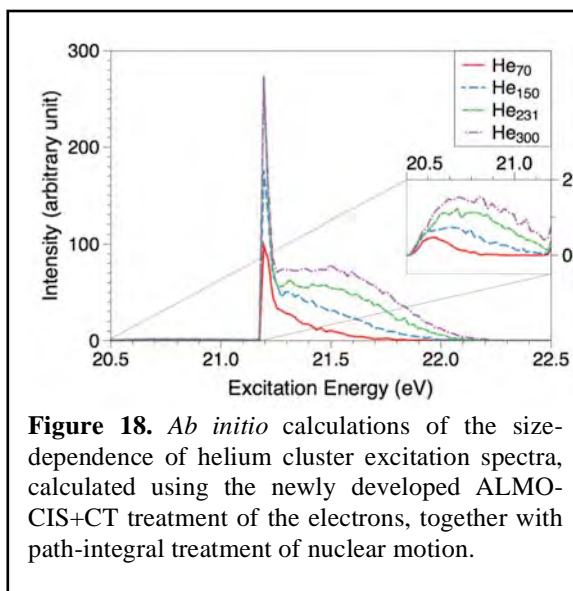 300
200
100
0
Intensity (arbitrary unit)
He70
He150
He231
He300
20.5 21.0
2
0
20.5 21.0 21.5 22.0 22.5
Excitation Energy (eV)
Figure 18. Ab initio calculations of the size-
dependence of helium cluster excitation spectra,
calculated using the newly developed ALMO-
CIS+CT treatment of the electrons, together with
path-integral treatment of nuclear motion.